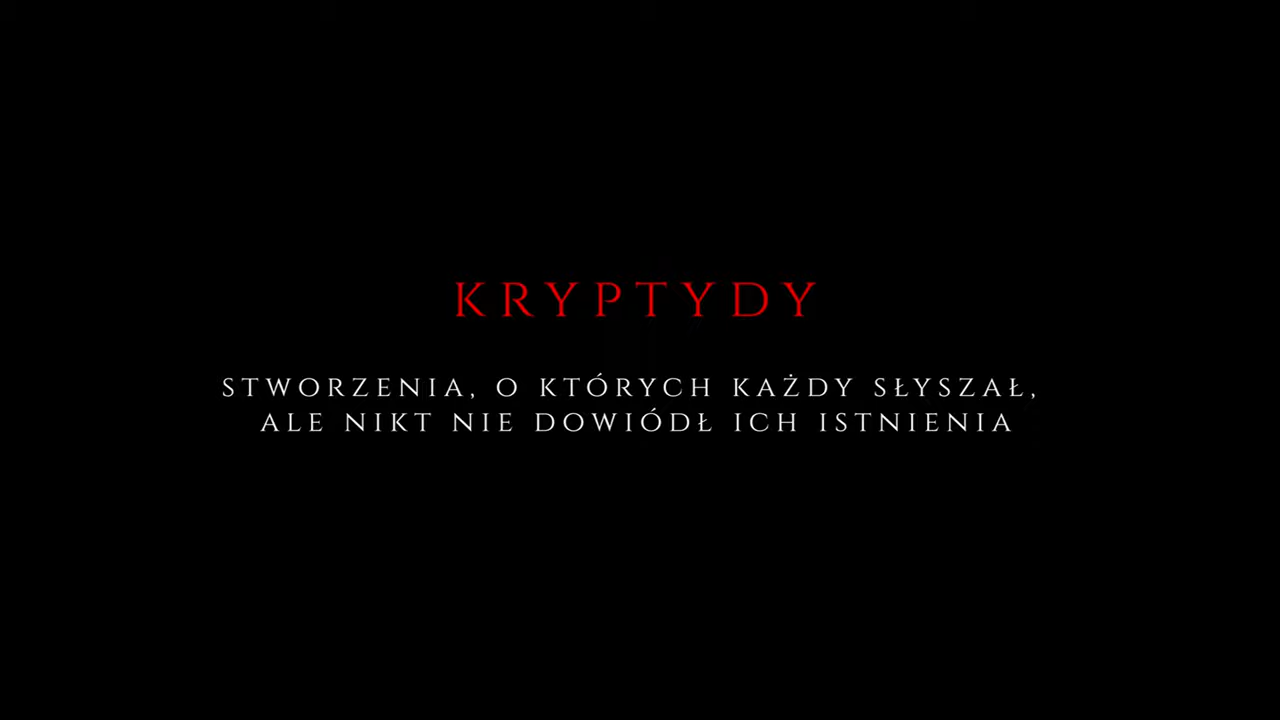 KRYPTYDY
STWORZENIA, O KTÓRYCH KAŻDY SŁYSZAŁ,
ALE NIKT NIE DOWIÓDŁ ICH ISTNIENIA